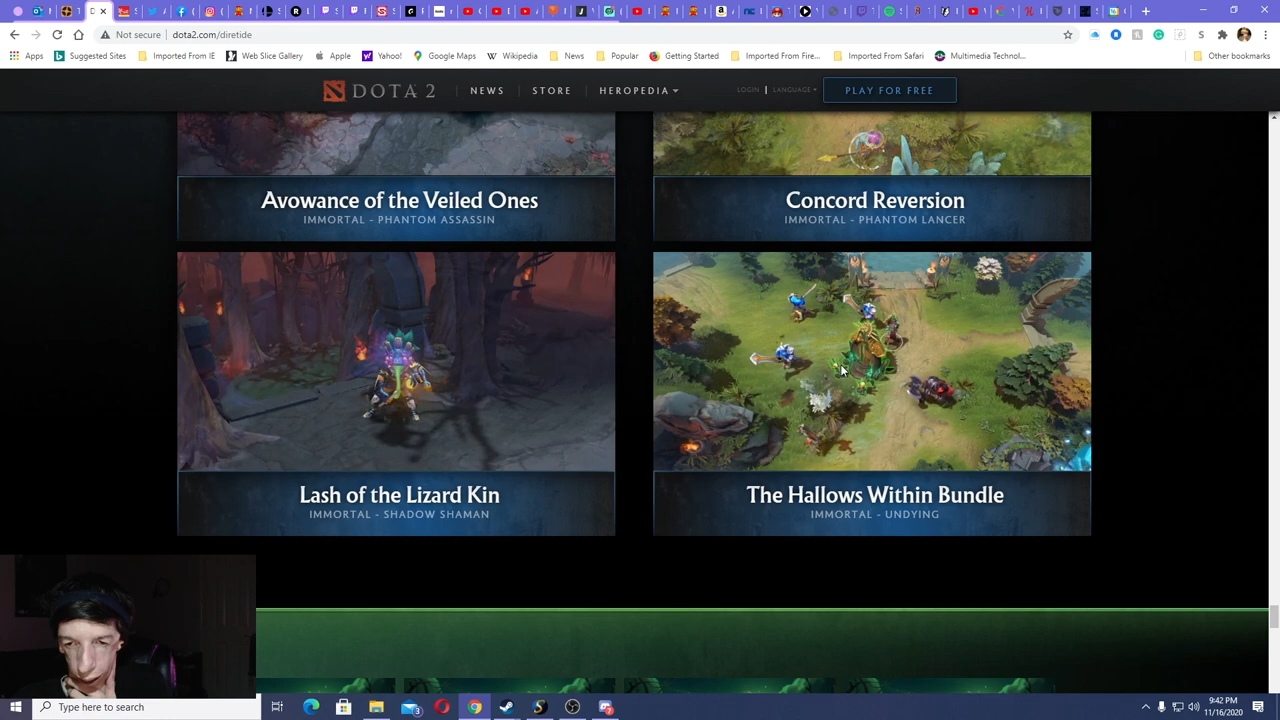 Not secure | dota2.com/diretide
Apps Suggested Sites Imported From IE Web Slice Gallery Apple Yahoo! Google Maps Wikipedia News Popular Getting Started Imported From Fire... Imported From Safari Multimedia Technol... Other bookmarks
DOTA 2 NEWS STORE HEROPEDIA LOGIN LANGUAGE PLAY FOR FREE
Avowance of the Veiled Ones
IMMORTAL - PHANTOM ASSASSIN
Concord Reversion
IMMORTAL - PHANTOM LANCER
Lash of the Lizard Kin
IMMORTAL - SHADOW SHAMAN
The Hallows Within Bundle
IMMORTAL - UNDYING
Type here to search
9:42 PM
11/16/2020